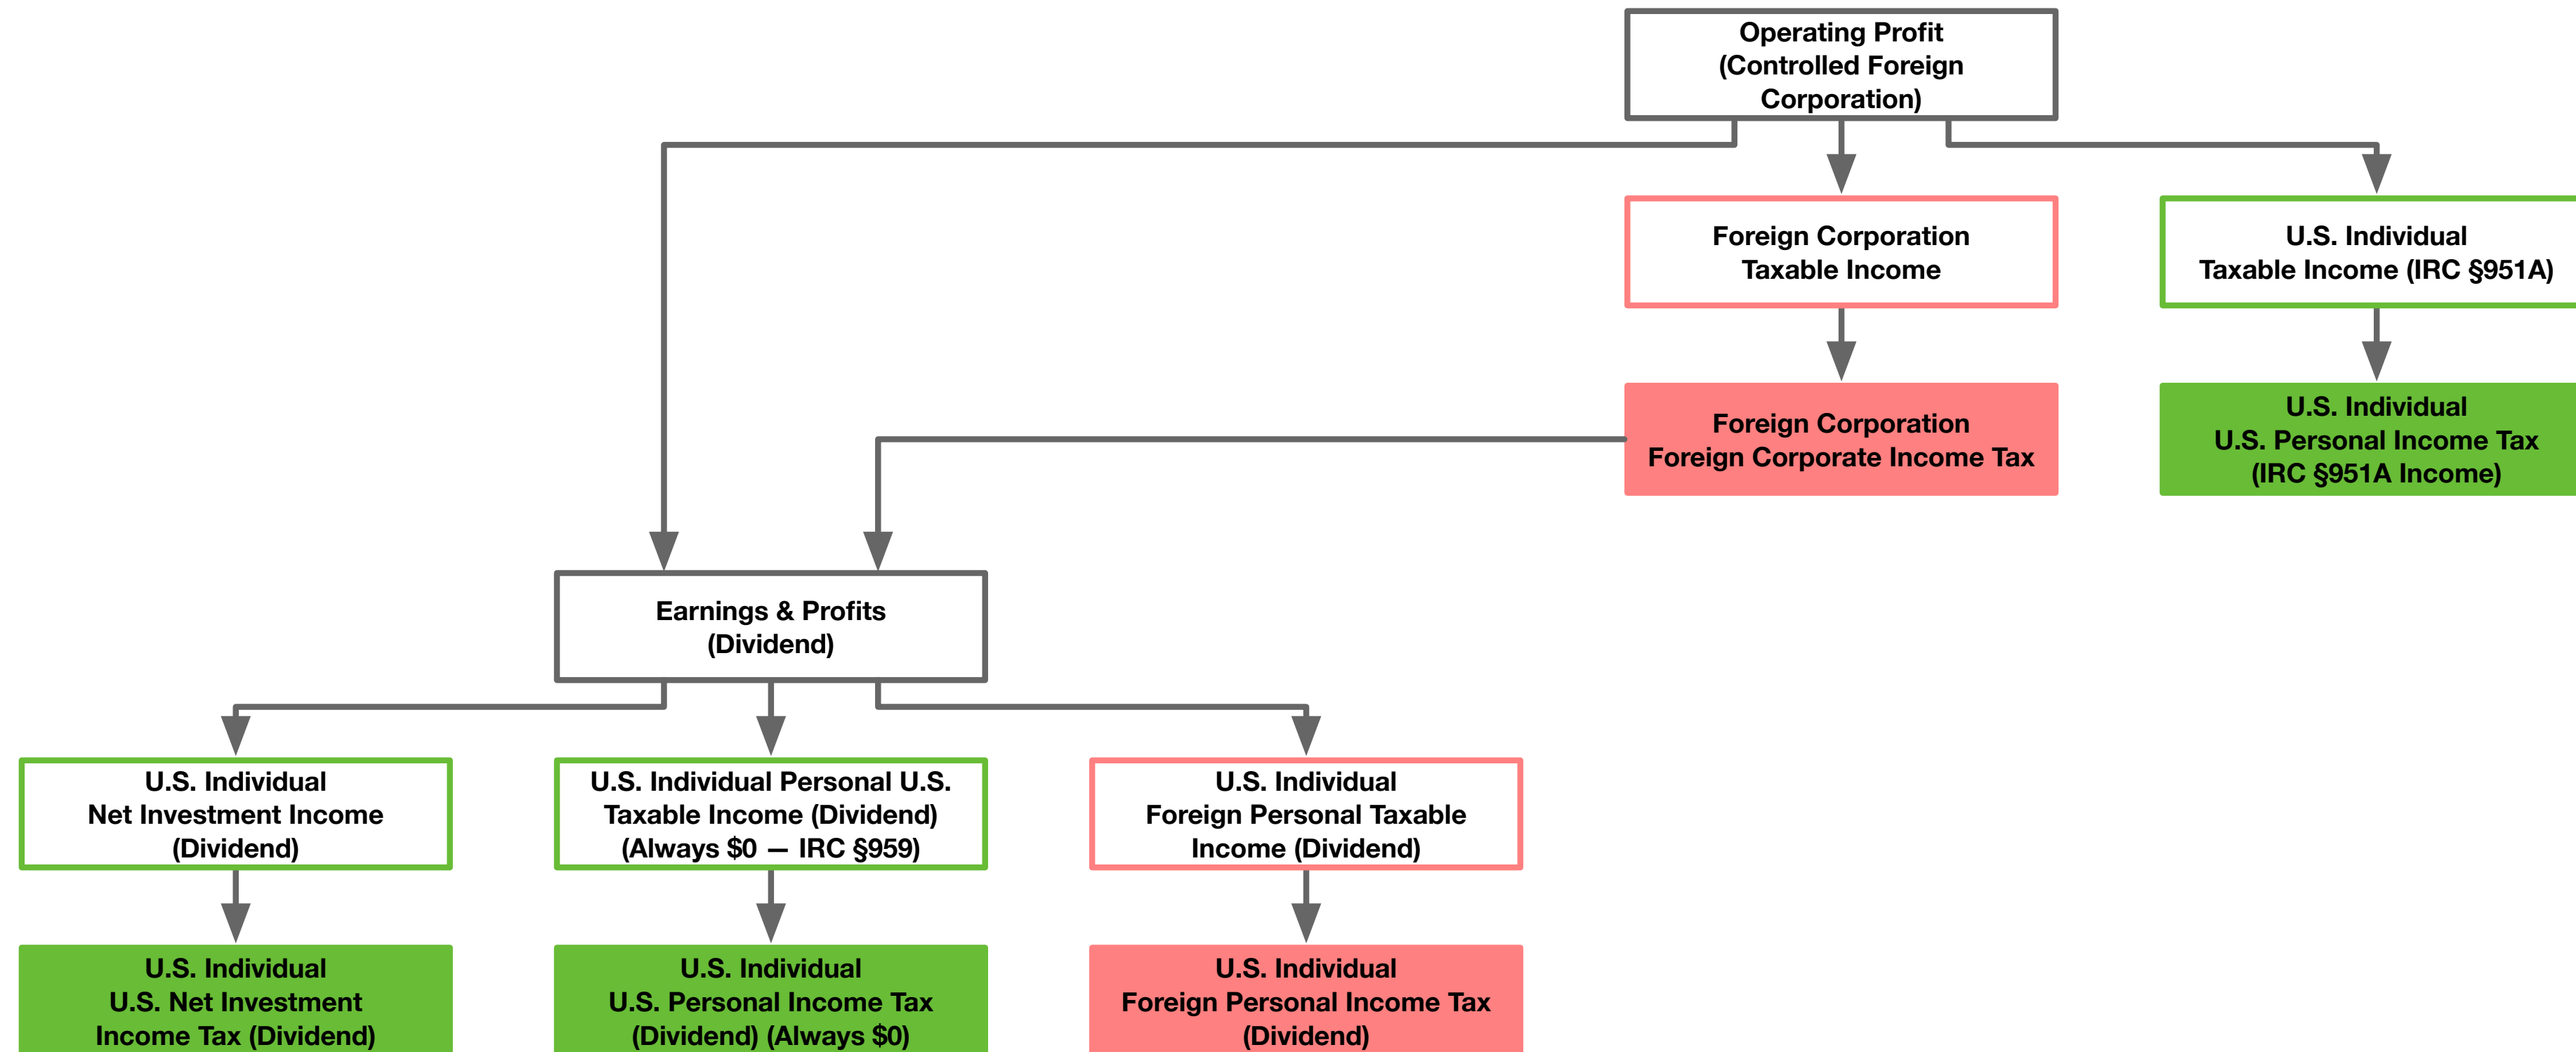 Operating Profit
(Controlled Foreign
Corporation)
Foreign Corporation
Taxable Income
U.S. Individual
Taxable Income (IRC §951A)
Foreign Corporation
Foreign Corporate Income Tax
U.S. Individual
U.S. Personal Income Tax
(IRC §951A Income)
Earnings & Profits
(Dividend)
U.S. Individual
Net Investment Income
(Dividend)
U.S. Individual Personal U.S.
Taxable Income (Dividend)
(Always $0 — IRC §959)
U.S. Individual
Foreign Personal Taxable
Income (Dividend)
U.S. Individual
U.S. Net Investment
Income Tax (Dividend)
U.S. Individual
U.S. Personal Income Tax
(Dividend) (Always $0)
U.S. Individual
Foreign Personal Income Tax
(Dividend)